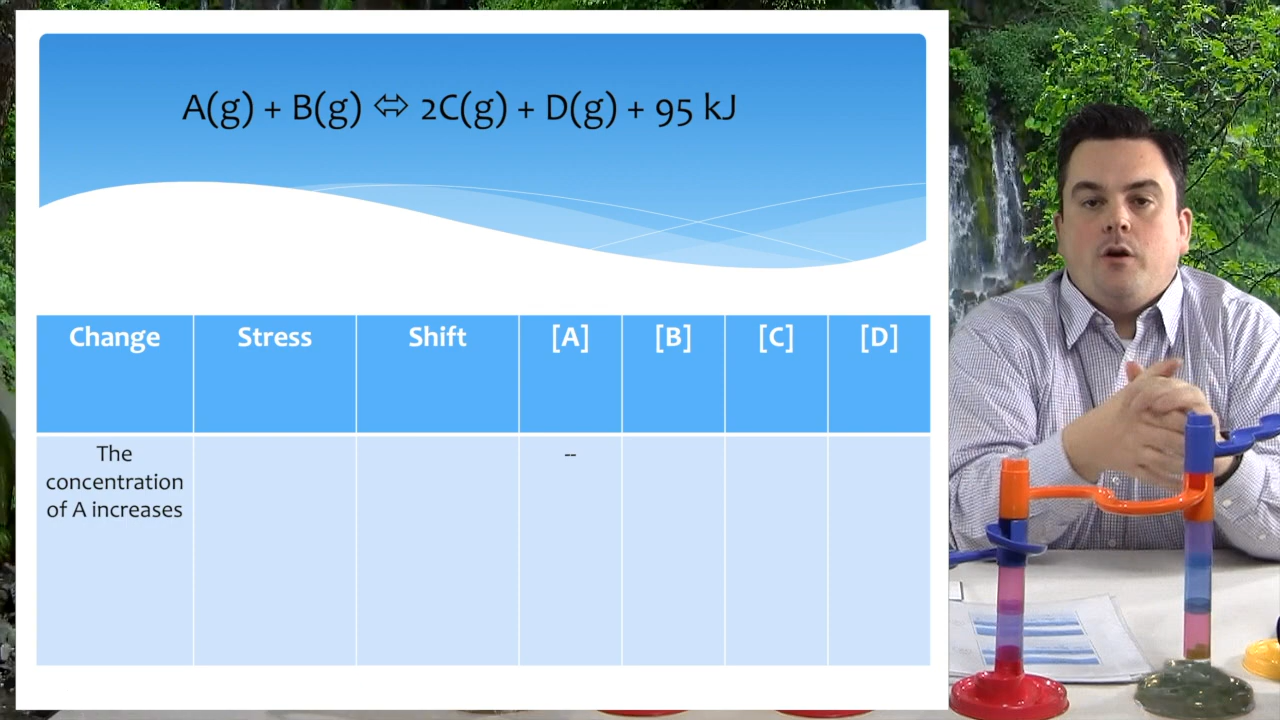 A(g) + B(g) ⬄ 2C(g) + D(g) + 95 kJ
Change Stress Shift [A] [B] [C] [D]
The --
concentration
of A increases